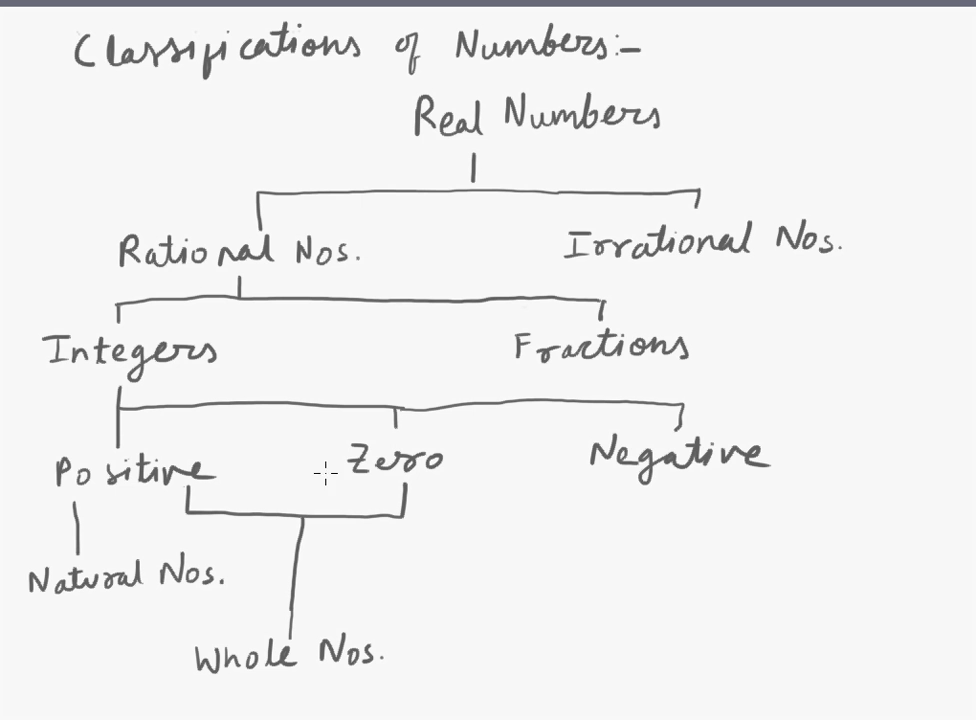 Classifications of Numbers:-
Real Numbers
Rational Nos. Irrational Nos.
Integers Fractions
Positive Zero Negative
Natural Nos.
Whole Nos.